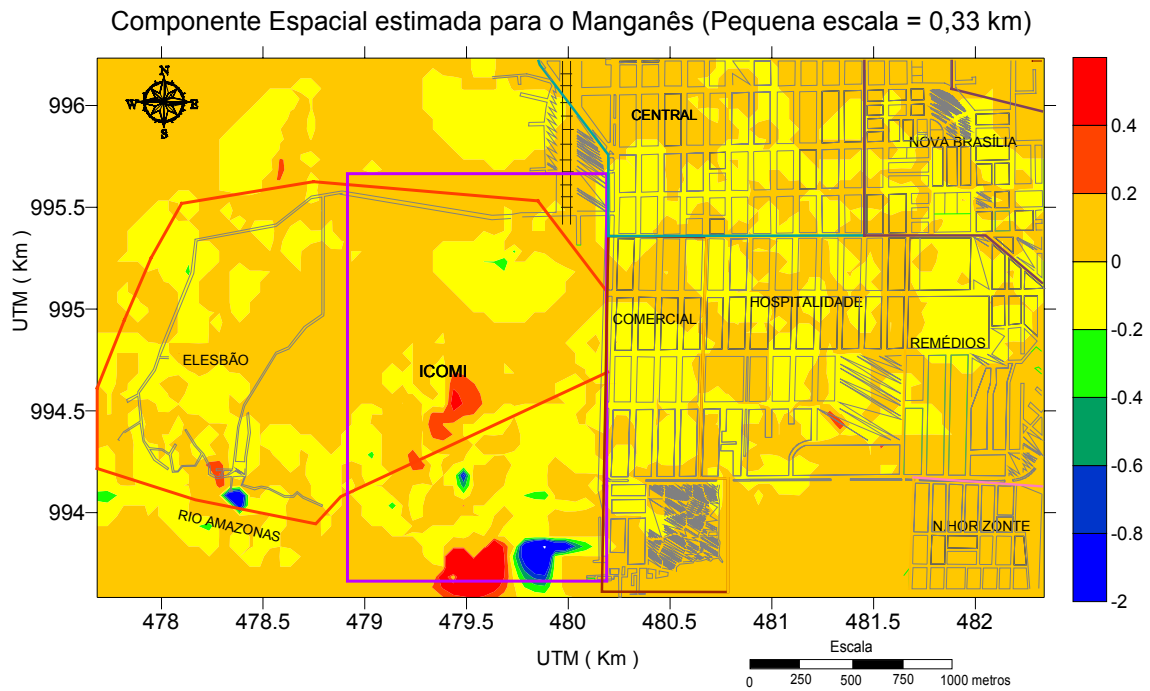 Componente Espacial estimada para o Manganês (Pequena escala = 0,33 km)
N
W E
S
CENTRAL
NOVA BRASÍLIA
COMERCIAL
HOSPITALIDADE
REMÉDIOS
ELESBÃO
ICOMI
RIO AMAZONAS
N.HORIZONTE
UTM ( Km )
996
995.5
995
994.5
994
478 478.5 479 479.5 480 480.5 481 481.5 482
UTM ( Km )
0.4
0.2
0
-0.2
-0.4
-0.6
-0.8
-2
Escala
0 250 500 750 1000 metros